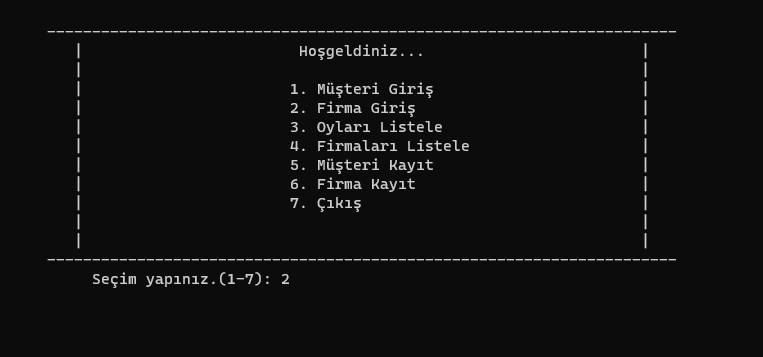 Hoşgeldiniz...
1. Müşteri Giriş
2. Firma Giriş
3. Oyları Listele
4. Firmaları Listele
5. Müşteri Kayıt
6. Firma Kayıt
7. Çıkış
Seçim yapınız.(1-7): 2